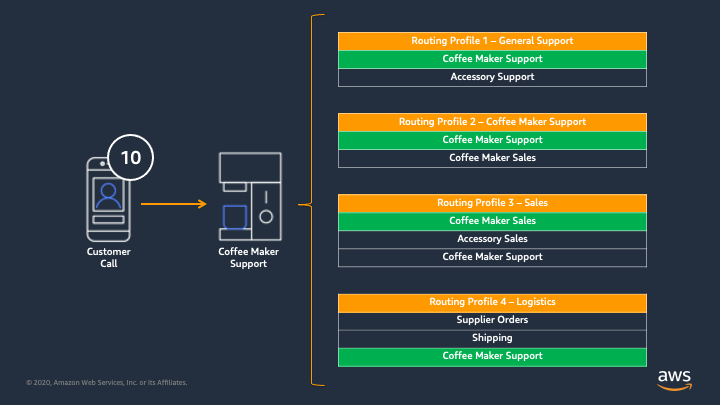 10
Customer
Call
Coffee Maker
Support
Routing Profile 1 – General Support
Coffee Maker Support
Accessory Support
Routing Profile 2 – Coffee Maker Support
Coffee Maker Support
Coffee Maker Sales
Routing Profile 3 – Sales
Coffee Maker Sales
Accessory Sales
Coffee Maker Support
Routing Profile 4 – Logistics
Supplier Orders
Shipping
Coffee Maker Support
© 2020, Amazon Web Services, Inc. or its Affiliates.
aws